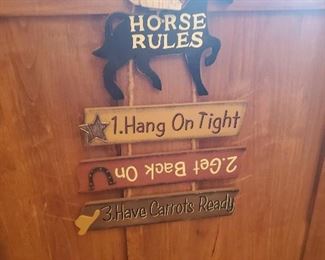 HORSE
RULES
1.Hang On Tight
2.Get Back On
3.Have Carrots Ready